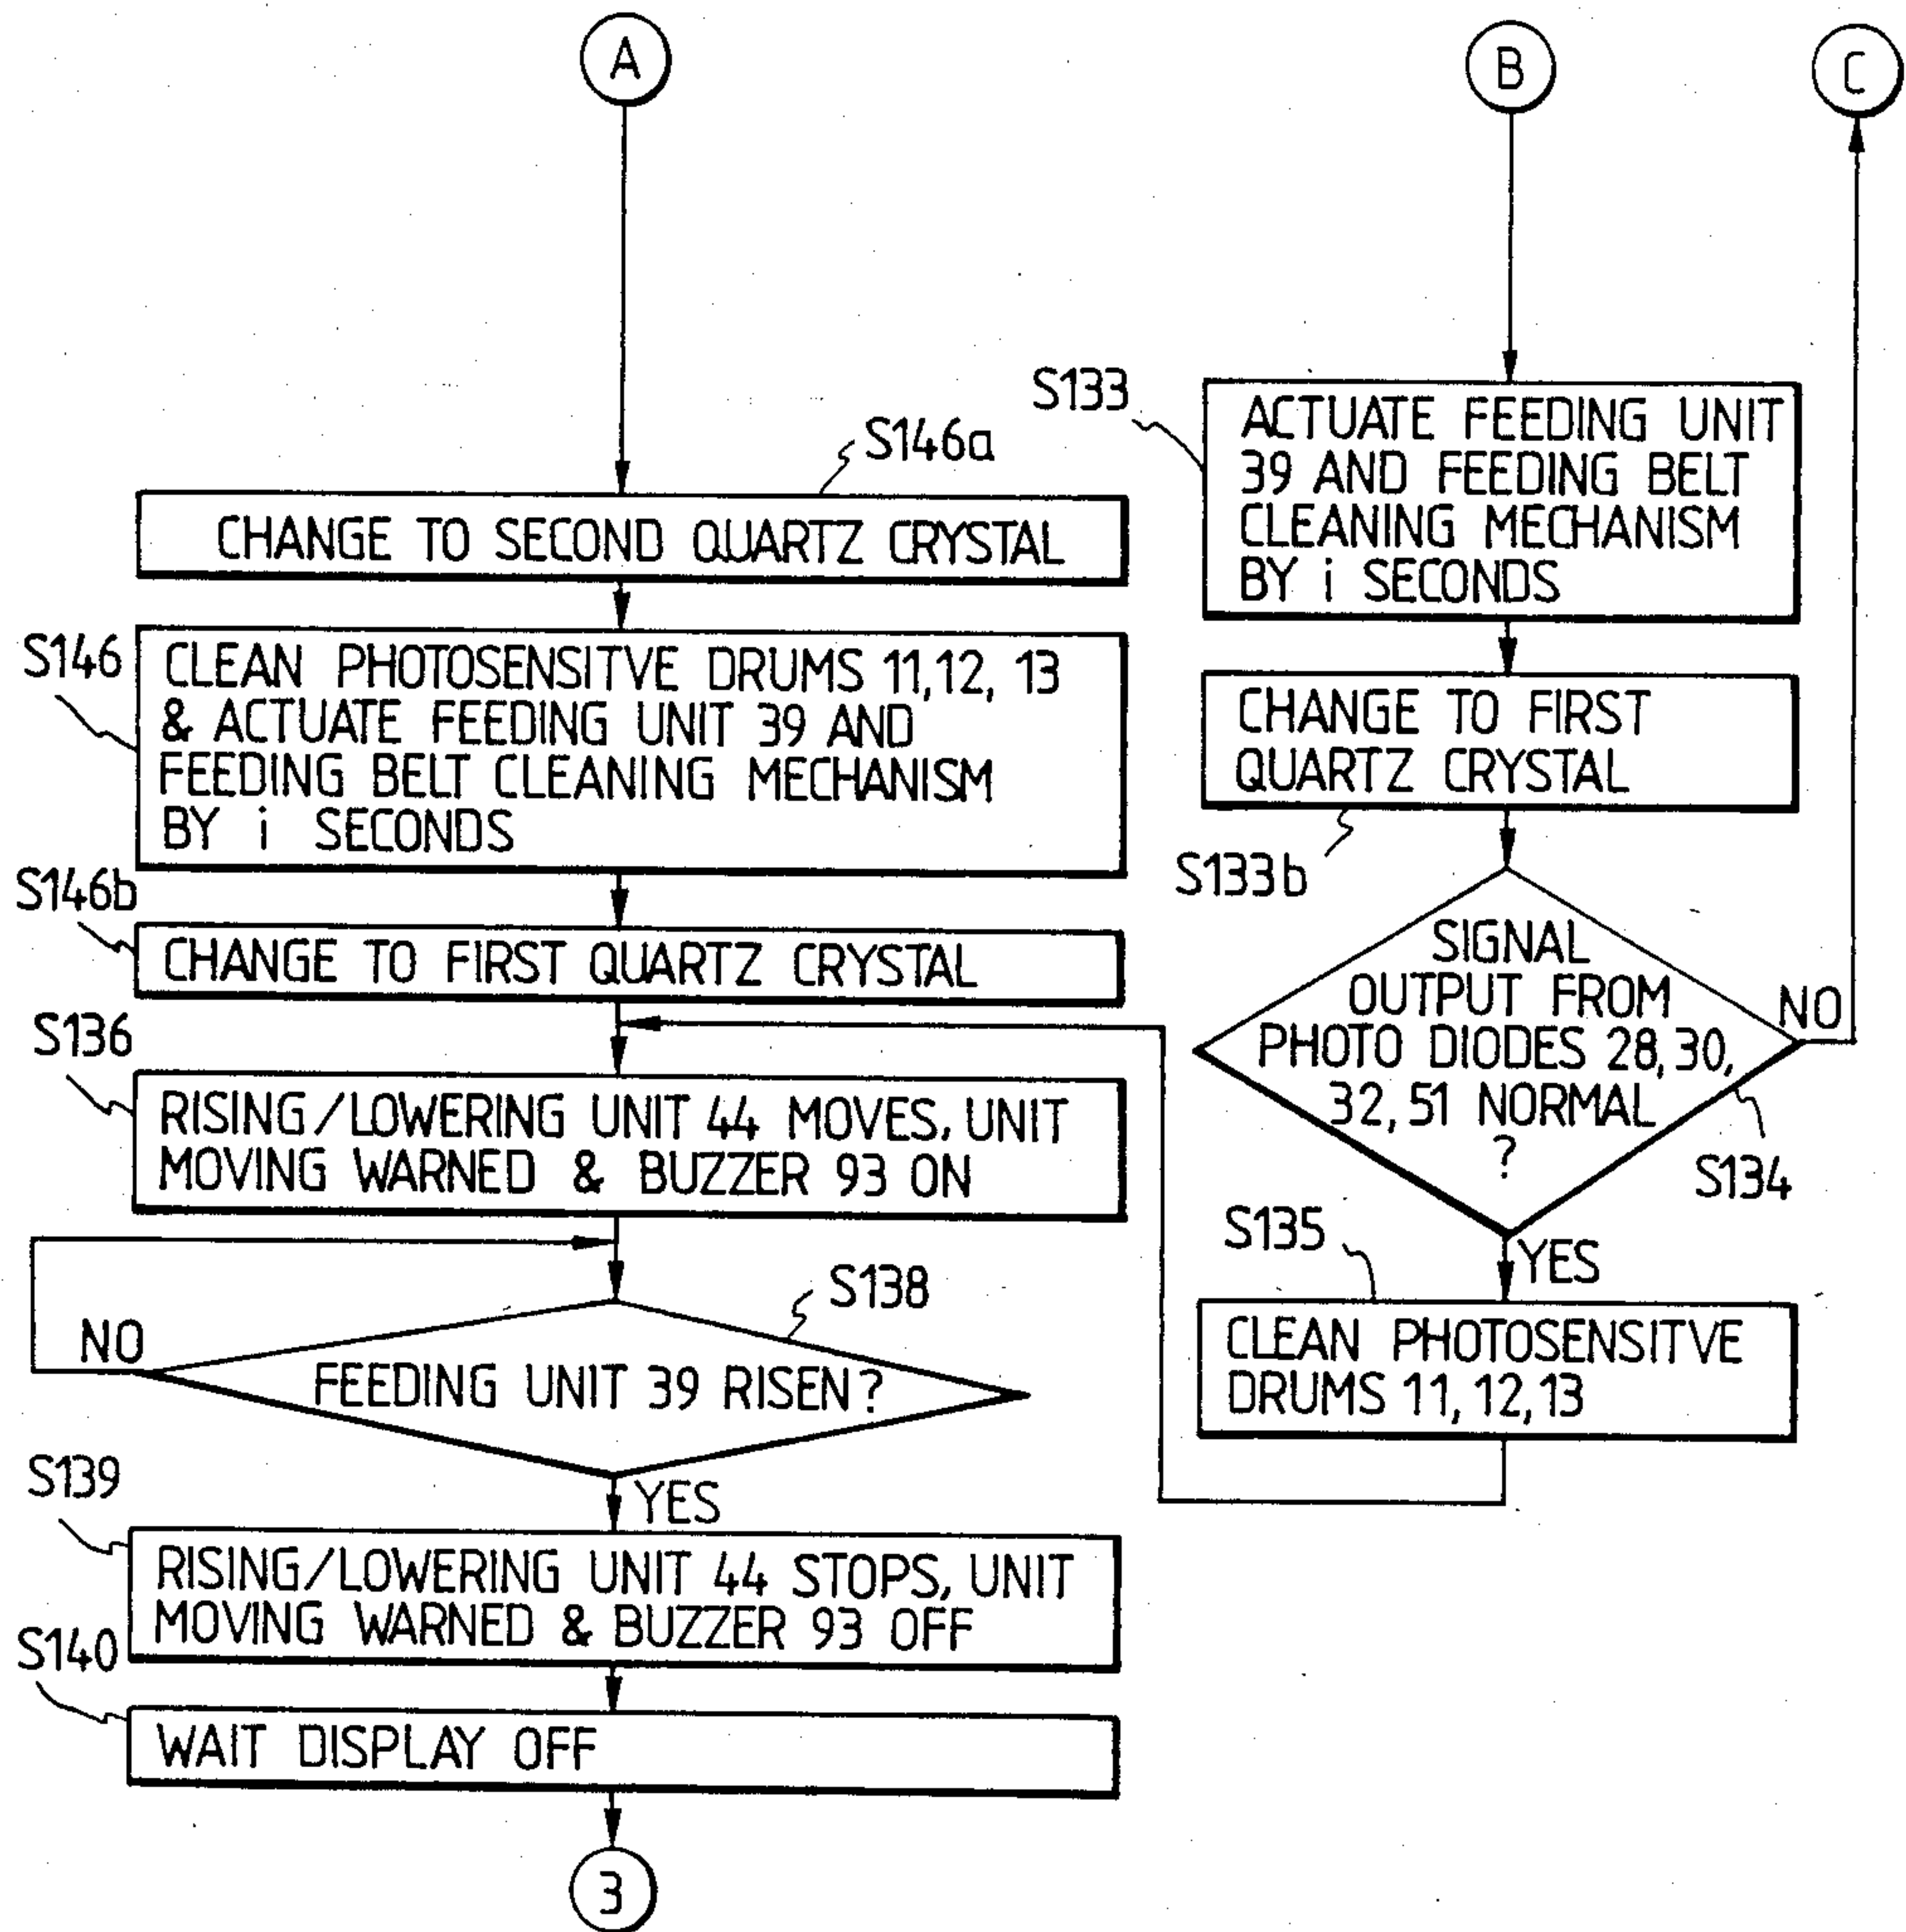 A
S146a
CHANGE TO SECOND QUARTZ CRYSTAL
S146
CLEAN PHOTOSENSITVE DRUMS 11, 12, 13
& ACTUATE FEEDING UNIT 39 AND
FEEDING BELT CLEANING MECHANISM
BY i SECONDS
S146b
CHANGE TO FIRST QUARTZ CRYSTAL
S136
RISING/LOWERING UNIT 44 MOVES, UNIT
MOVING WARNED & BUZZER 93 ON
S138
NO
FEEDING UNIT 39 RISEN?
YES
S139
RISING/LOWERING UNIT 44 STOPS, UNIT
MOVING WARNED & BUZZER 93 OFF
S140
WAIT DISPLAY OFF
3
B
S133
ACTUATE FEEDING UNIT
39 AND FEEDING BELT
CLEANING MECHANISM
BY i SECONDS
CHANGE TO FIRST
QUARTZ CRYSTAL
S133b
SIGNAL
OUTPUT FROM
PHOTO DIODES 28, 30,
32, 51 NORMAL
?
NO
S134
YES
S135
CLEAN PHOTOSENSITVE
DRUMS 11, 12, 13
C